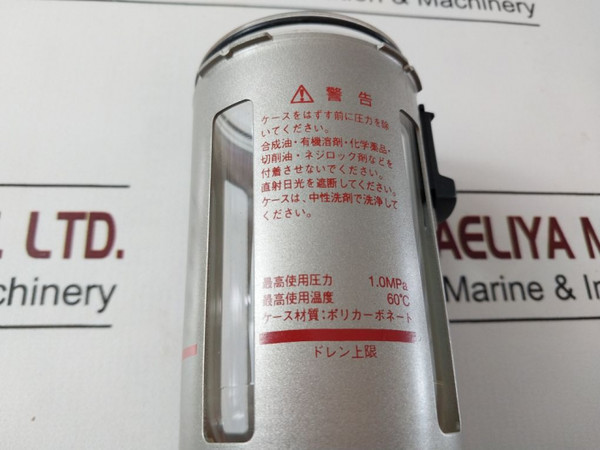 & Machinery
警告
ケースをはずす前に圧力を除
いてください。
合成油・有機溶剤・化学薬品・
切削油・ネジロック剤などを
付着させないでください。
直射日光を遮断してください。
ケースは、中性洗剤で洗浄して
ください。
最高使用圧力 1.0MPa
最高使用温度 60℃
ケース材質：ポリカーボネート
ドレン上限
LTD.
chinery
AELIYA M
Marine & In